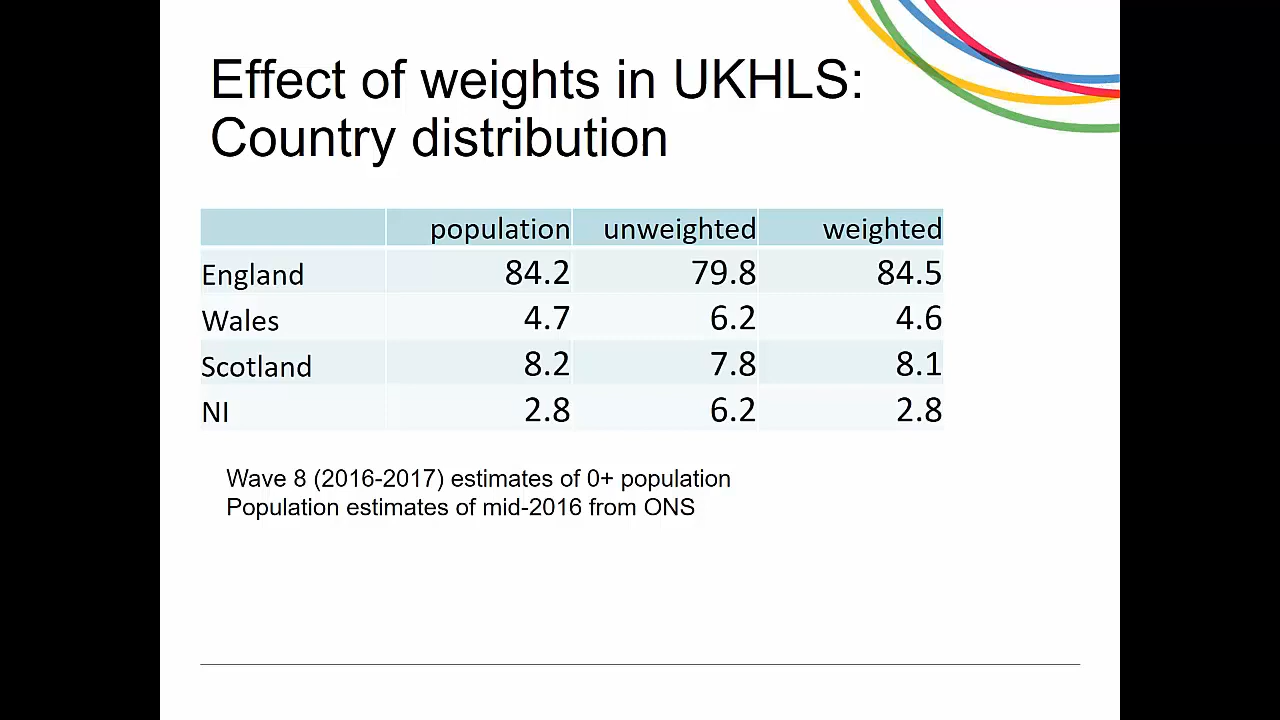 Effect of weights in UKHLS:
Country distribution
population unweighted weighted
England 84.2 79.8 84.5
Wales 4.7 6.2 4.6
Scotland 8.2 7.8 8.1
NI 2.8 6.2 2.8
Wave 8 (2016-2017) estimates of 0+ population
Population estimates of mid-2016 from ONS